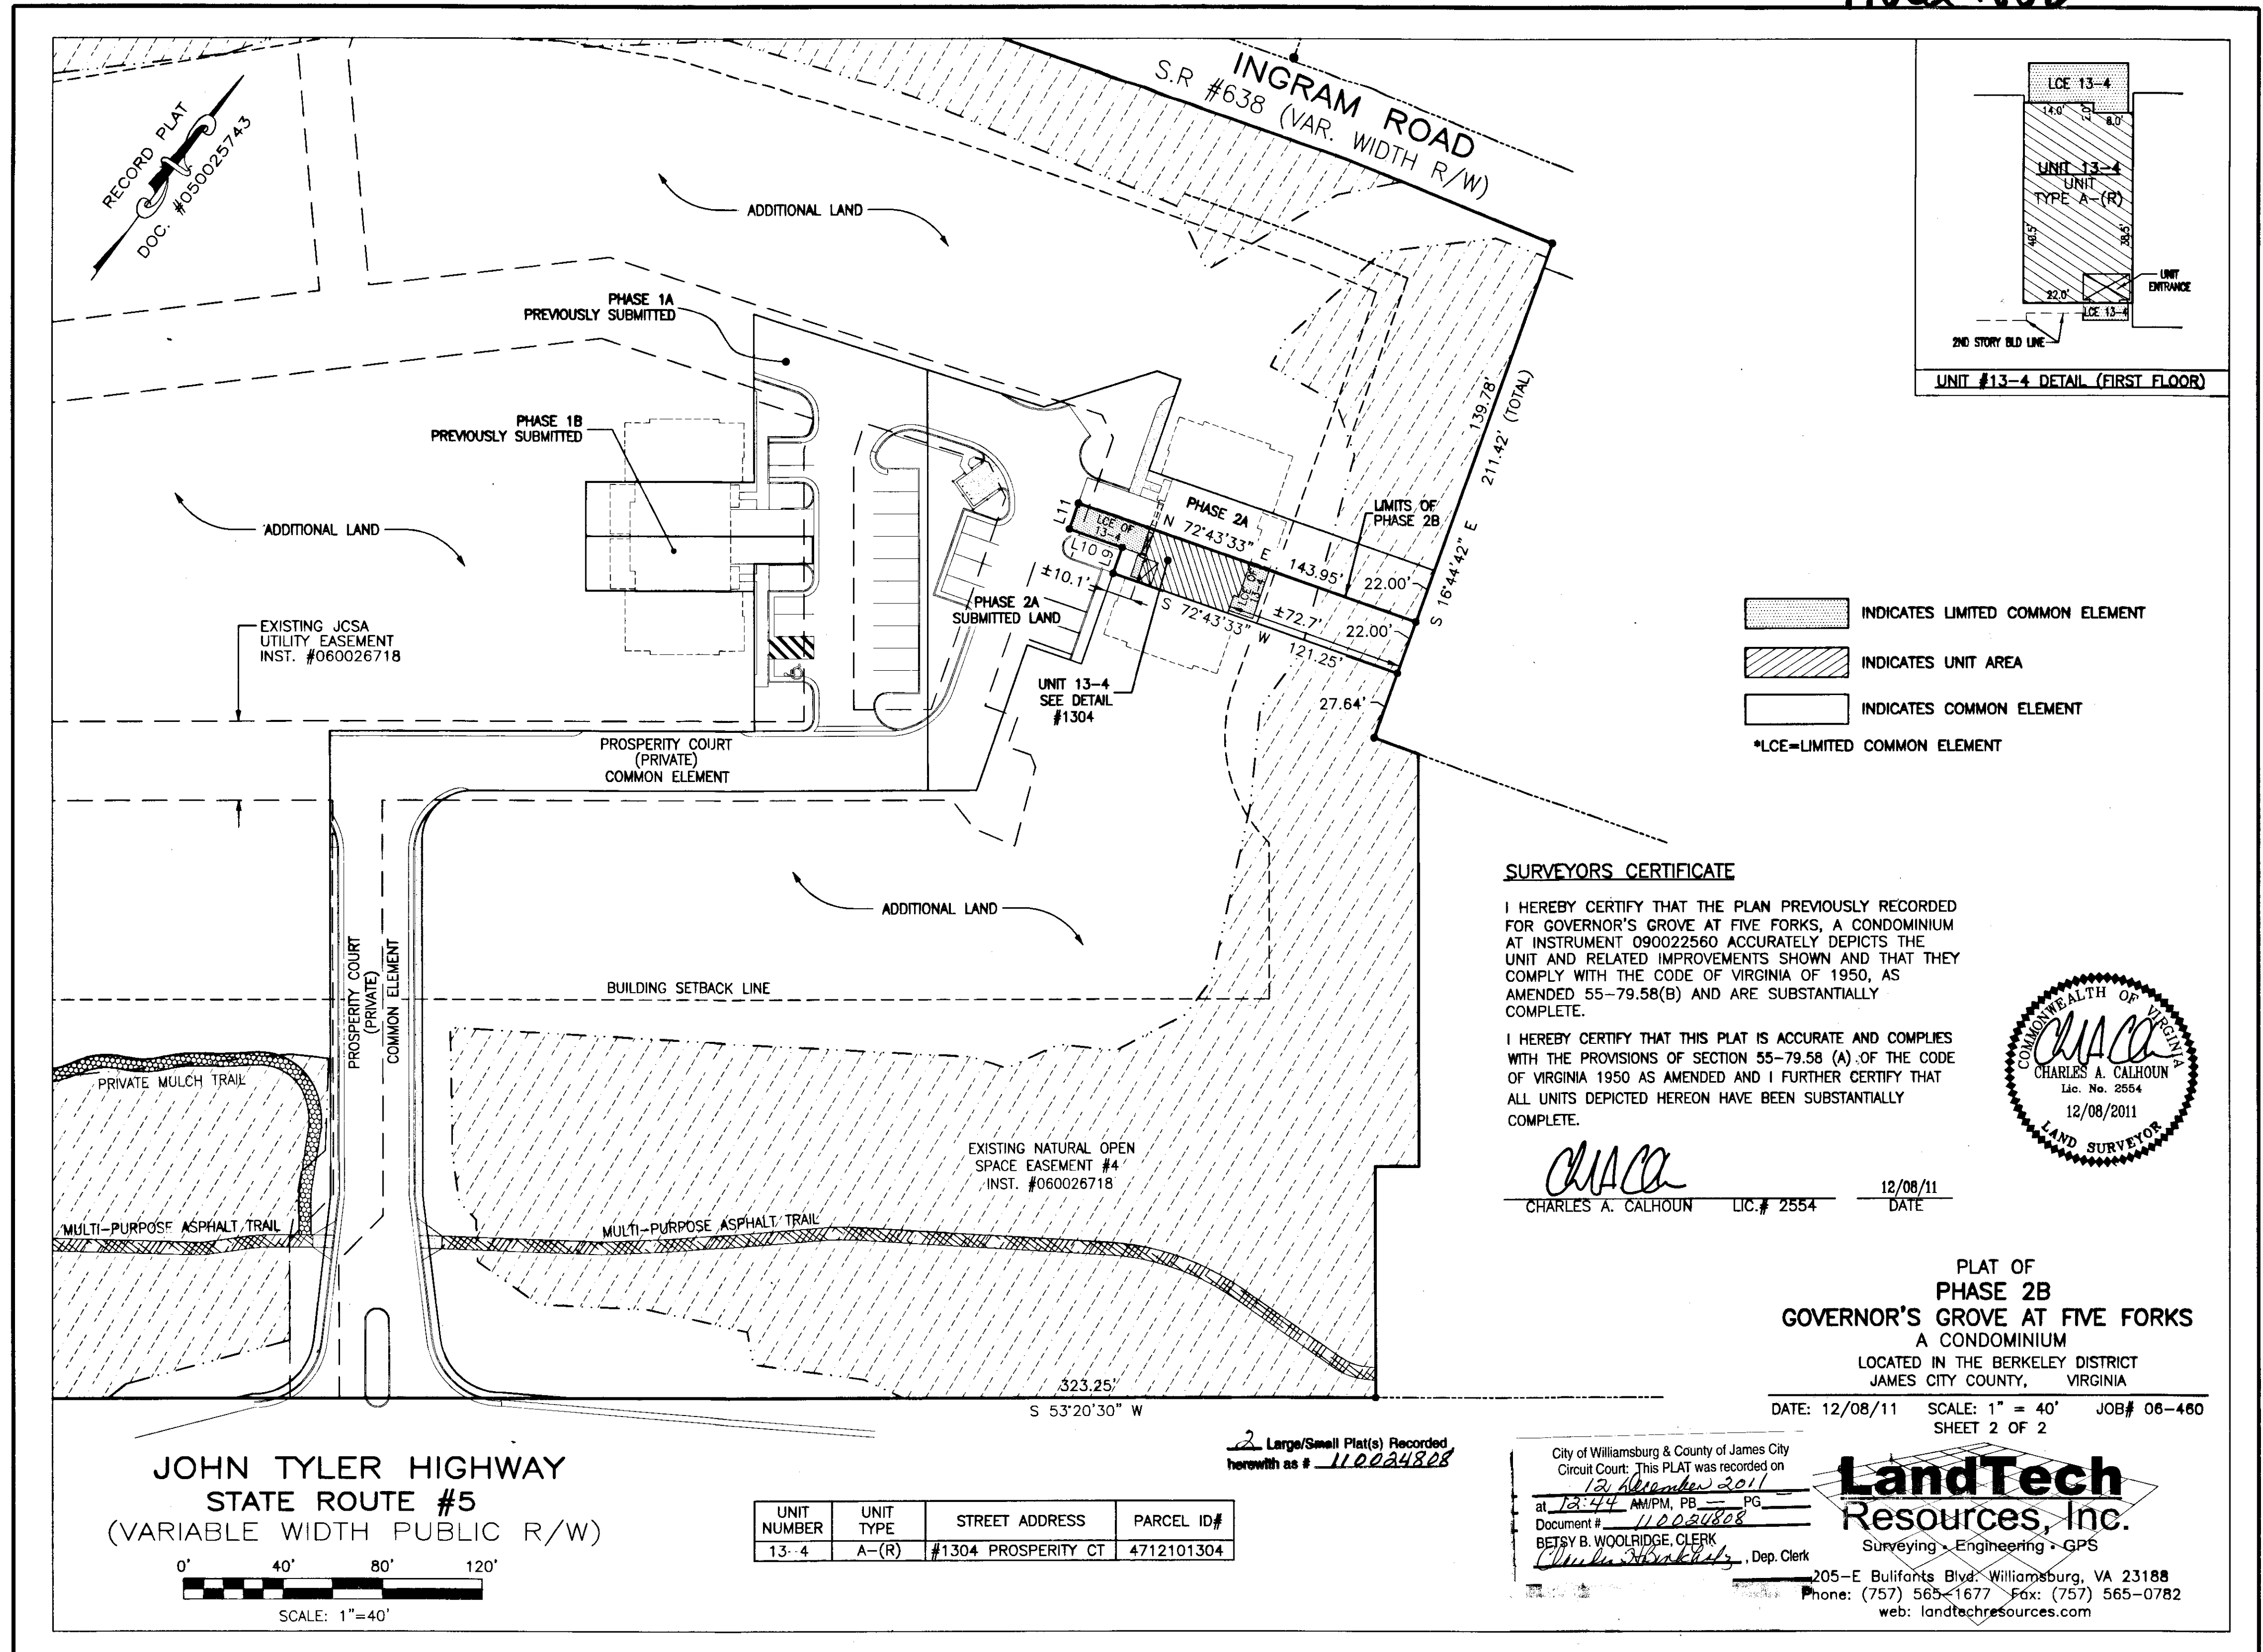 RECORD PLAT
DOC. #050025743
INGRAM ROAD
S.R #638 (VAR. WIDTH R/W)
ADDITIONAL LAND
PHASE 1A
PREVIOUSLY SUBMITTED
PHASE 1B
PREVIOUSLY SUBMITTED
ADDITIONAL LAND
EXISTING JCSA
UTILITY EASEMENT
INST. #060026718
L11
LCE OF
13-4
L10
L9
±10.1'
PHASE 2A
N 72°43'33" E
143.95'
22.00'
LIMITS OF
PHASE 2B
139.78'
211.42' (TOTAL)
S 16°44'42" E
LCE OF
13-4
±72.7'
22.00'
S 72°43'33" W
121.25'
27.64'
PHASE 2A
SUBMITTED LAND
UNIT 13-4
SEE DETAIL
#1304
PROSPERITY COURT
(PRIVATE)
COMMON ELEMENT
ADDITIONAL LAND
PROSPERITY COURT
(PRIVATE)
COMMON ELEMENT
BUILDING SETBACK LINE
PRIVATE MULCH TRAIL
MULTI-PURPOSE ASPHALT TRAIL
MULTI-PURPOSE ASPHALT TRAIL
EXISTING NATURAL OPEN
SPACE EASEMENT #4
INST. #060026718
323.25'
S 53°20'30" W
LCE 13-4
14.0'
2.0'
8.0'
UNIT 13-4
UNIT
TYPE A-(R)
40.5'
38.5'
22.0'
UNIT
ENTRANCE
LCE 13-4
2ND STORY BLD LINE
UNIT #13-4 DETAIL (FIRST FLOOR)
INDICATES LIMITED COMMON ELEMENT
INDICATES UNIT AREA
INDICATES COMMON ELEMENT
*LCE=LIMITED COMMON ELEMENT
SURVEYORS CERTIFICATE
I HEREBY CERTIFY THAT THE PLAN PREVIOUSLY RECORDED
FOR GOVERNOR'S GROVE AT FIVE FORKS, A CONDOMINIUM
AT INSTRUMENT 090022560 ACCURATELY DEPICTS THE
UNIT AND RELATED IMPROVEMENTS SHOWN AND THAT THEY
COMPLY WITH THE CODE OF VIRGINIA OF 1950, AS
AMENDED 55-79.58(B) AND ARE SUBSTANTIALLY
COMPLETE.
I HEREBY CERTIFY THAT THIS PLAT IS ACCURATE AND COMPLIES
WITH THE PROVISIONS OF SECTION 55-79.58 (A) OF THE CODE
OF VIRGINIA 1950 AS AMENDED AND I FURTHER CERTIFY THAT
ALL UNITS DEPICTED HEREON HAVE BEEN SUBSTANTIALLY
COMPLETE.
CHARLES A. CALHOUN LIC.# 2554
12/08/11
DATE
COMMONWEALTH OF VIRGINIA
CHARLES A. CALHOUN
Lic. No. 2554
12/08/2011
LAND SURVEYOR
PLAT OF
PHASE 2B
GOVERNOR'S GROVE AT FIVE FORKS
A CONDOMINIUM
LOCATED IN THE BERKELEY DISTRICT
JAMES CITY COUNTY, VIRGINIA
DATE: 12/08/11 SCALE: 1" = 40' JOB# 06-460
SHEET 2 OF 2
JOHN TYLER HIGHWAY
STATE ROUTE #5
(VARIABLE WIDTH PUBLIC R/W)
0' 40' 80' 120'
SCALE: 1"=40'
UNIT NUMBER UNIT TYPE STREET ADDRESS PARCEL ID#
13-4 A-(R) #1304 PROSPERITY CT 4712101304
2 Large/Small Plat(s) Recorded
herewith as # 110024808
City of Williamsburg & County of James City
Circuit Court: This PLAT was recorded on
12 December 2011
at 12:44 AM/PM, PB — PG —
Document # 110024808
BETSY B. WOOLRIDGE, CLERK
, Dep. Clerk
LandTech
Resources, Inc.
Surveying • Engineering • GPS
205-E Bulifants Blvd. Williamsburg, VA 23188
Phone: (757) 565-1677 Fax: (757) 565-0782
web: landtechresources.com